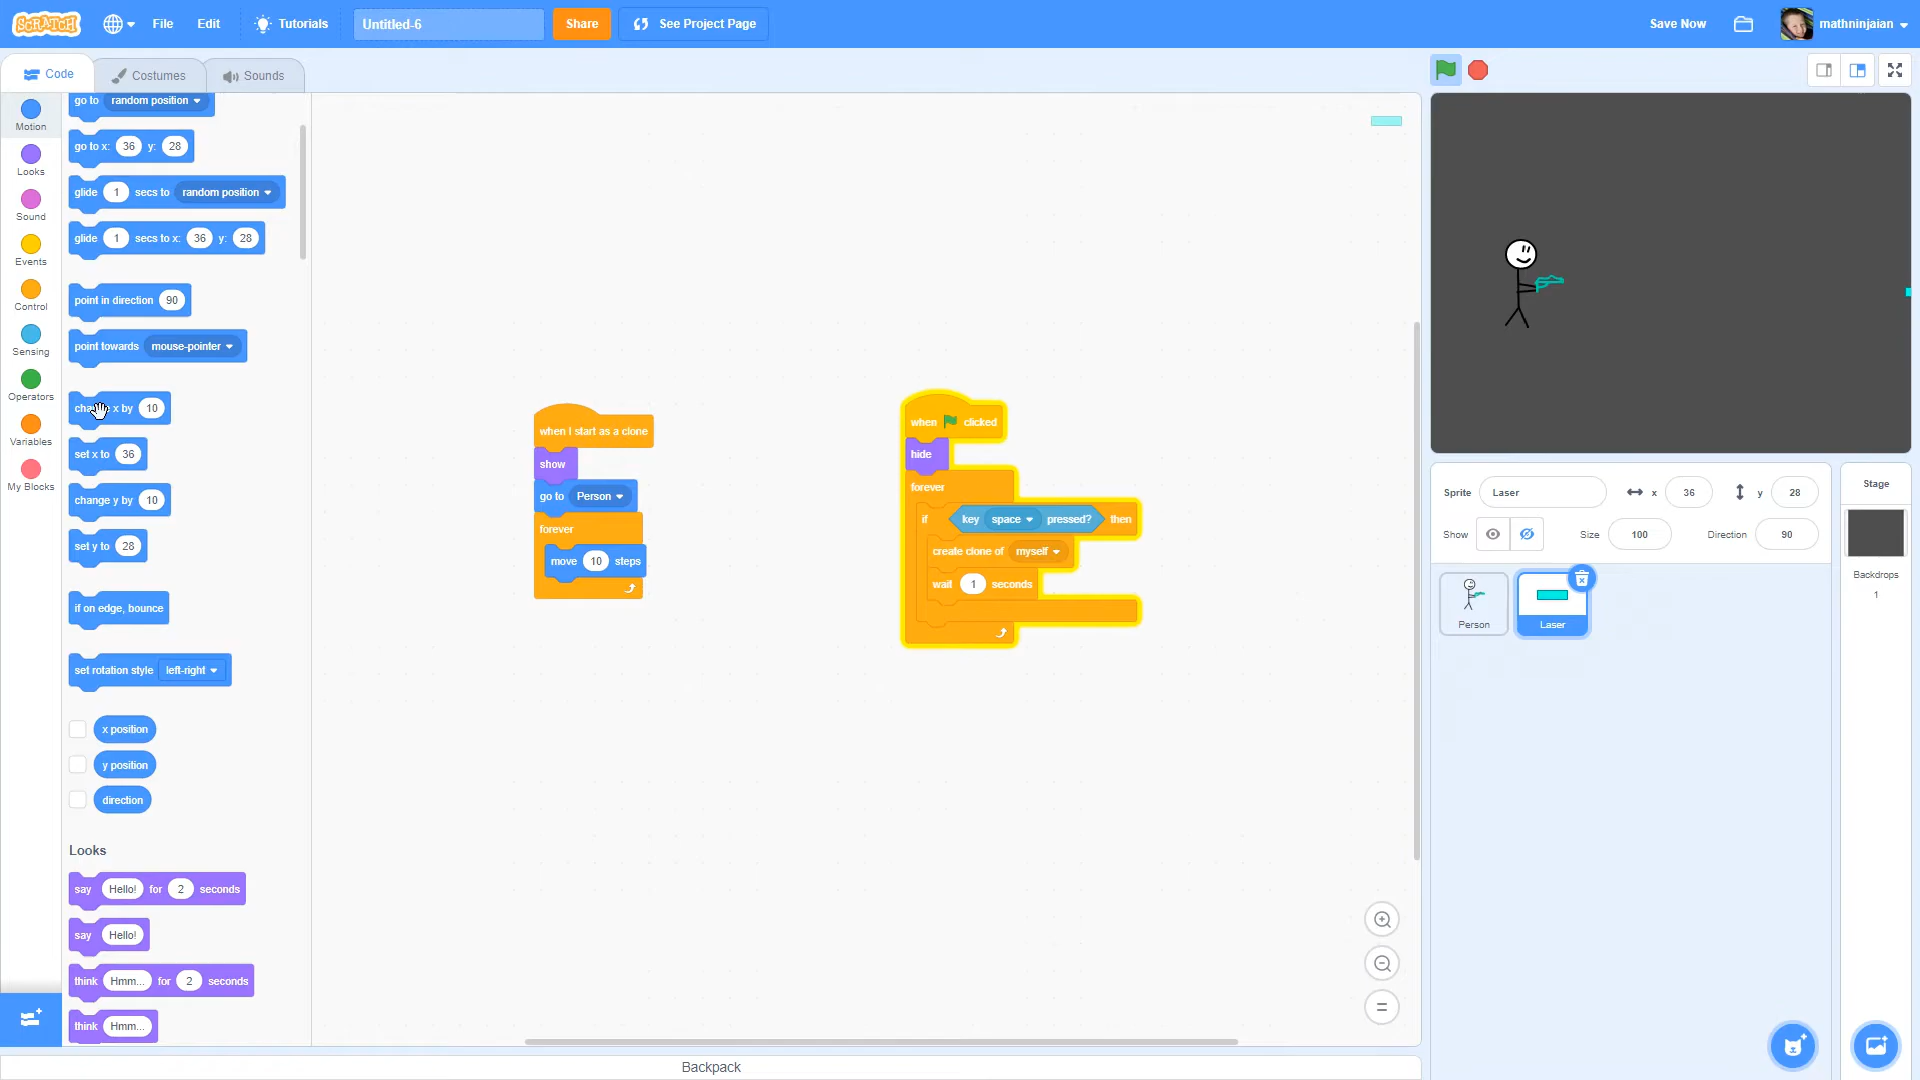 SCRATCH File Edit Tutorials Untitled-6 Share See Project Page Save Now mathninjaian
Code Costumes Sounds
Motion
Looks
Sound
Events
Control
Sensing
Operators
Variables
My Blocks
go to random position
go to x: 36 y: 28
glide 1 secs to random position
glide 1 secs to x: 36 y: 28
point in direction 90
point towards mouse-pointer
x by 10
set x to 36
change y by 10
set y to 28
if on edge, bounce
set rotation style left-right
x position
y position
direction
Looks
say Hello! for 2 seconds
say Hello!
think Hmm... for 2 seconds
think Hmm...
when I start as a clone
show
go to Person
forever
move 10 steps
when clicked
hide
forever
if key space pressed? then
create clone of myself
wait 1 seconds
Sprite Laser x 36 y 28
Show Size 100 Direction 90
Person
Laser
Stage
Backdrops
1
Backpack